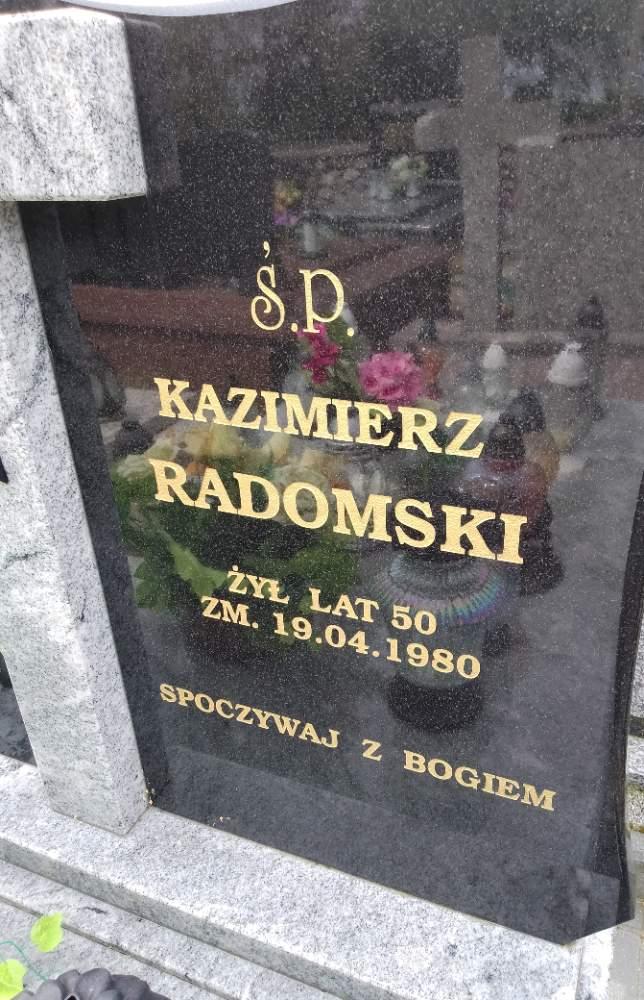 Ś.P.
KAZIMIERZ
RADOMSKI
ŻYŁ LAT 50
ZM. 19.04.1980
SPOCZYWAJ Z BOGIEM